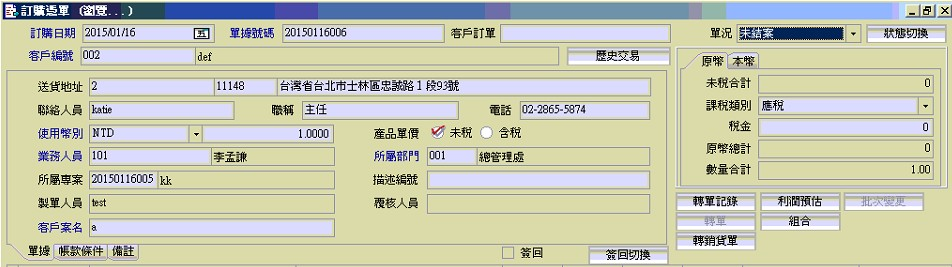 訂購憑單 (瀏覽...)
訂購日期 2015/01/16 五 單據號碼 20150116006 客戶訂單 單況 未結案 狀態切換
客戶編號 002 def 歷史交易
原幣 本幣
送貨地址 2 11148 台灣省台北市士林區忠誠路1段93號 未稅合計 0
聯絡人員 katie 職稱 主任 電話 02-2865-5874 課稅類別 應稅
使用幣別 NTD 1.0000 產品單價 未稅 含稅 稅金 0
業務人員 101 李孟謙 所屬部門 001 總管理處 原幣總計 0
所屬專案 20150116005 kk 描述編號 數量合計 1.00
製單人員 test 覆核人員 轉單記錄 利潤預估 批次變更
客戶案名 a 轉單 組合
轉銷貨單
單據 帳款條件 備註 簽回 簽回切換